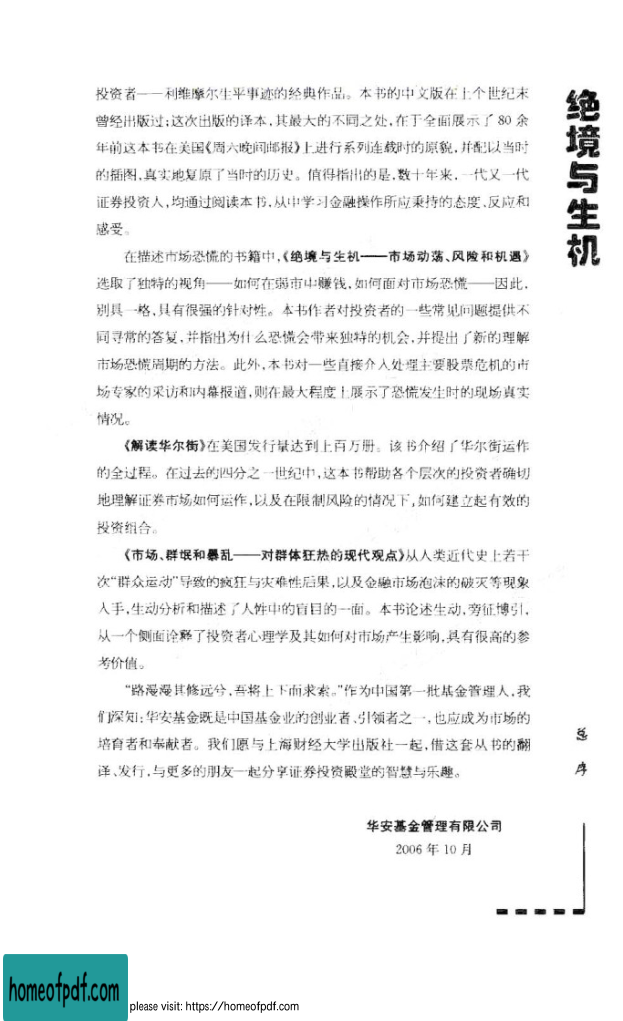 投资者——利维摩尔生平事迹的经典作品。本书的中文版在上个世纪末
曾经出版过;这次出版的译本,其最大的不同之处,在于全面展示了 80 余
年前这本书在美国《周六晚间邮报》上进行系列连载时的原貌,并配以当时
的插图,真实地复原了当时的历史。值得指出的是,数十年来,一代又一代
证券投资人,均通过阅读本书,从中学习金融操作所应秉持的态度、反应和
感受。
在描述市场恐慌的书籍中,《绝境与生机——市场动荡、风险和机遇》
选取了独特的视角——如何在弱市中赚钱,如何面对市场恐慌——因此,
别具一格,具有很强的针对性。本书作者对投资者的一些常见问题提供不
同寻常的答复,并指出为什么恐慌会带来独特的机会,并提出了新的理解
市场恐慌周期的方法。此外,本书对一些直接介入处理主要股票危机的市
场专家的采访和内幕报道,则在最大程度上展示了恐慌发生时的现场真实
情况。
《解读华尔街》在美国发行量达到上百万册。该书介绍了华尔街运作
的全过程。在过去的四分之一世纪中,这本书帮助各个层次的投资者确切
地理解证券市场如何运作,以及在限制风险的情况下,如何建立起有效的
投资组合。
《市场、群氓和暴乱——对群体狂热的现代观点》从人类近代史上若干
次“群众运动”导致的疯狂与灾难性后果,以及金融市场泡沫的破灭等现象
入手,生动分析和描述了人性中的盲目的一面。本书论述生动,旁征博引,
从一个侧面诠释了投资者心理学及其如何对市场产生影响,具有很高的参
考价值。
“路漫漫其修远兮,吾将上下而求索。”作为中国第一批基金管理人,我
们深知:华安基金既是中国基金业的创业者、引领者之一,也应成为市场的
培育者和奉献者。我们愿与上海财经大学出版社一起,借这套丛书的翻
译、发行,与更多的朋友一起分享证券投资殿堂的智慧与乐趣。
华安基金管理有限公司
2006 年 10 月
绝境与生机
总
序
homeofpdf.com
please visit: https://homeofpdf.com